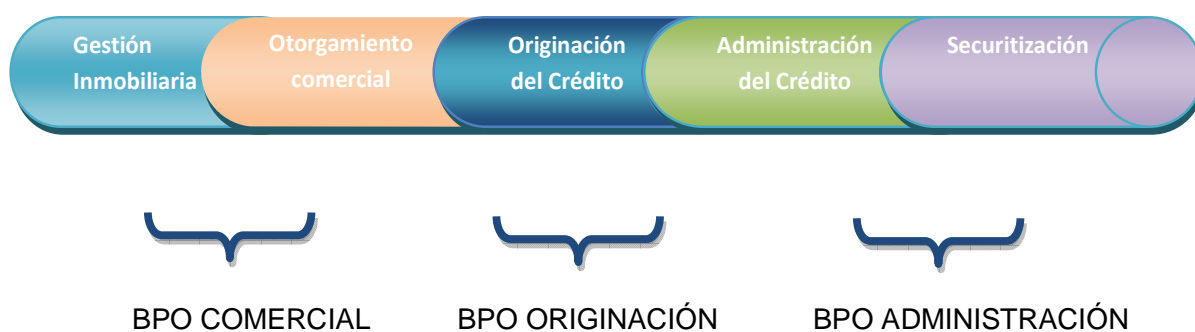 Gestión
Inmobiliaria
Otorgamiento
comercial
Originación
del Crédito
Administración
del Crédito
Securitización
BPO COMERCIAL
BPO ORIGINACIÓN
BPO ADMINISTRACIÓN